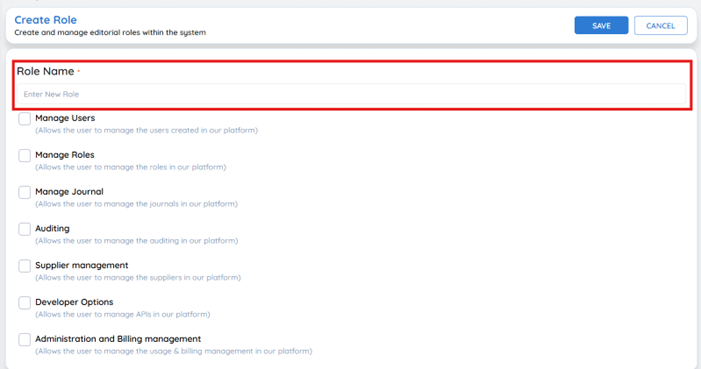 Create Role
Create and manage editorial roles within the system
SAVE
CANCEL
Role Name *
Enter New Role
Manage Users
(Allows the user to manage the users created in our platform)
Manage Roles
(Allows the user to manage the roles in our platform)
Manage Journal
(Allows the user to manage the journals in our platform)
Auditing
(Allows the user to manage the auditing in our platform)
Supplier management
(Allows the user to manage the suppliers in our platform)
Developer Options
(Allows the user to manage APIs in our platform)
Administration and Billing management
(Allows the user to manage the usage & billing management in our platform)